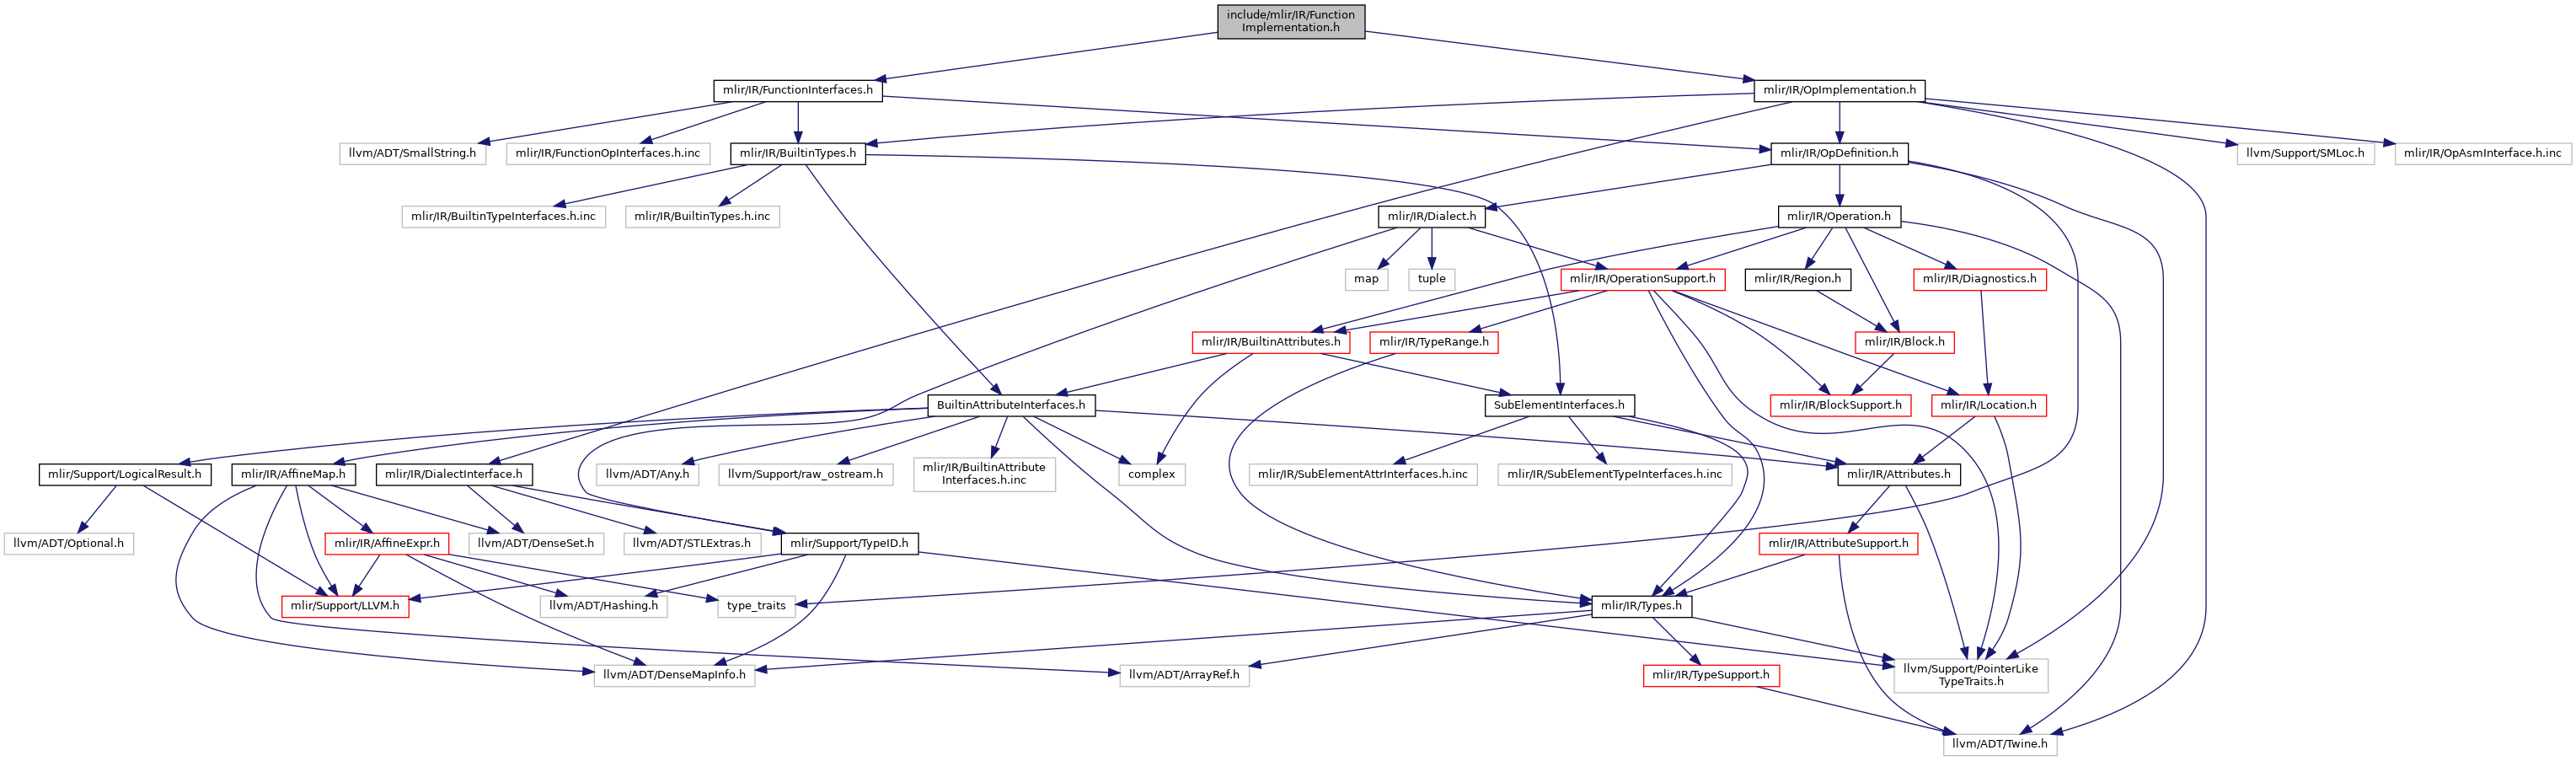 include/mlir/IR/Function
Implementation.h
mlir/IR/FunctionInterfaces.h
mlir/IR/OpImplementation.h
llvm/ADT/SmallString.h
mlir/IR/FunctionOpInterfaces.h.inc
mlir/IR/BuiltinTypes.h
mlir/IR/OpDefinition.h
llvm/Support/SMLoc.h
mlir/IR/OpAsmInterface.h.inc
mlir/IR/BuiltinTypeInterfaces.h.inc
mlir/IR/BuiltinTypes.h.inc
mlir/IR/Dialect.h
mlir/IR/Operation.h
map
tuple
mlir/IR/OperationSupport.h
mlir/IR/Region.h
mlir/IR/Diagnostics.h
mlir/IR/BuiltinAttributes.h
mlir/IR/TypeRange.h
mlir/IR/Block.h
BuiltinAttributeInterfaces.h
SubElementInterfaces.h
mlir/IR/BlockSupport.h
mlir/IR/Location.h
mlir/Support/LogicalResult.h
mlir/IR/AffineMap.h
mlir/IR/DialectInterface.h
llvm/ADT/Any.h
llvm/Support/raw_ostream.h
mlir/IR/BuiltinAttribute
Interfaces.h.inc
complex
mlir/IR/SubElementAttrInterfaces.h.inc
mlir/IR/SubElementTypeInterfaces.h.inc
mlir/IR/Attributes.h
llvm/ADT/Optional.h
mlir/IR/AffineExpr.h
llvm/ADT/DenseSet.h
llvm/ADT/STLExtras.h
mlir/Support/TypeID.h
mlir/IR/AttributeSupport.h
mlir/Support/LLVM.h
llvm/ADT/Hashing.h
type_traits
mlir/IR/Types.h
llvm/ADT/DenseMapInfo.h
llvm/ADT/ArrayRef.h
mlir/IR/TypeSupport.h
llvm/Support/PointerLike
TypeTraits.h
llvm/ADT/Twine.h